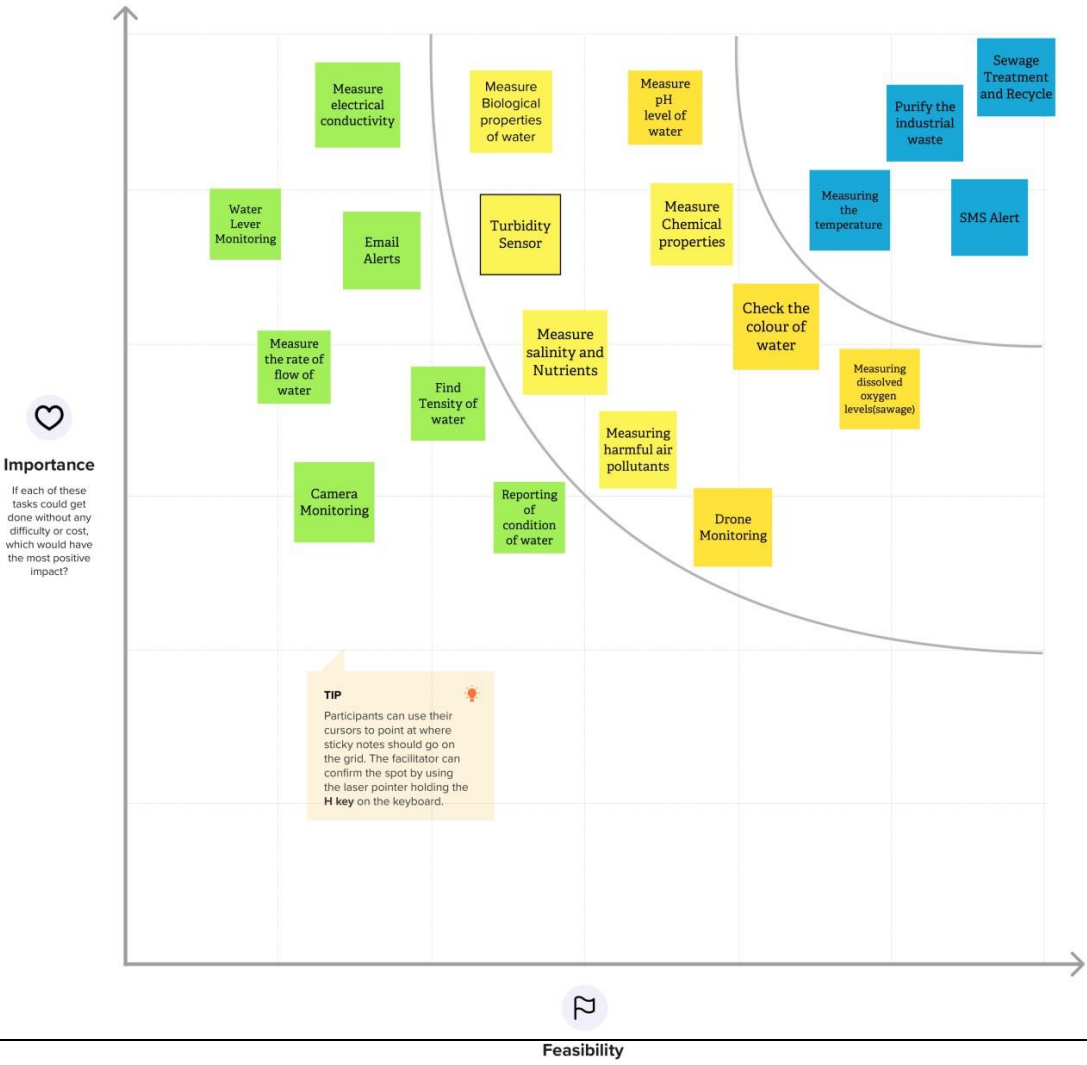 Measure
electrical
conductivity
Measure
Biological
properties
of water
Measure
pH
level of
water
Sewage
Treatment
and Recycle
Purify the
industrial
waste
Water
Lever
Monitoring
Email
Alerts
Turbidity
Sensor
Measure
Chemical
properties
Measuring
the
temperature
SMS Alert
Measure
the rate of
flow of
water
Find
Tensity of
water
Measure
salinity and
Nutrients
Check the
colour of
water
Measuring
dissolved
oxygen
levels(sawage)
Measuring
harmful air
pollutants
Camera
Monitoring
Reporting
of
condition
of water
Drone
Monitoring
Importance
If each of these
tasks could get
done without any
difficulty or cost,
which would have
the most positive
impact?
TIP
Participants can use their
cursors to point at where
sticky notes should go on
the grid. The facilitator can
confirm the spot by using
the laser pointer holding the
H key on the keyboard.
Feasibility